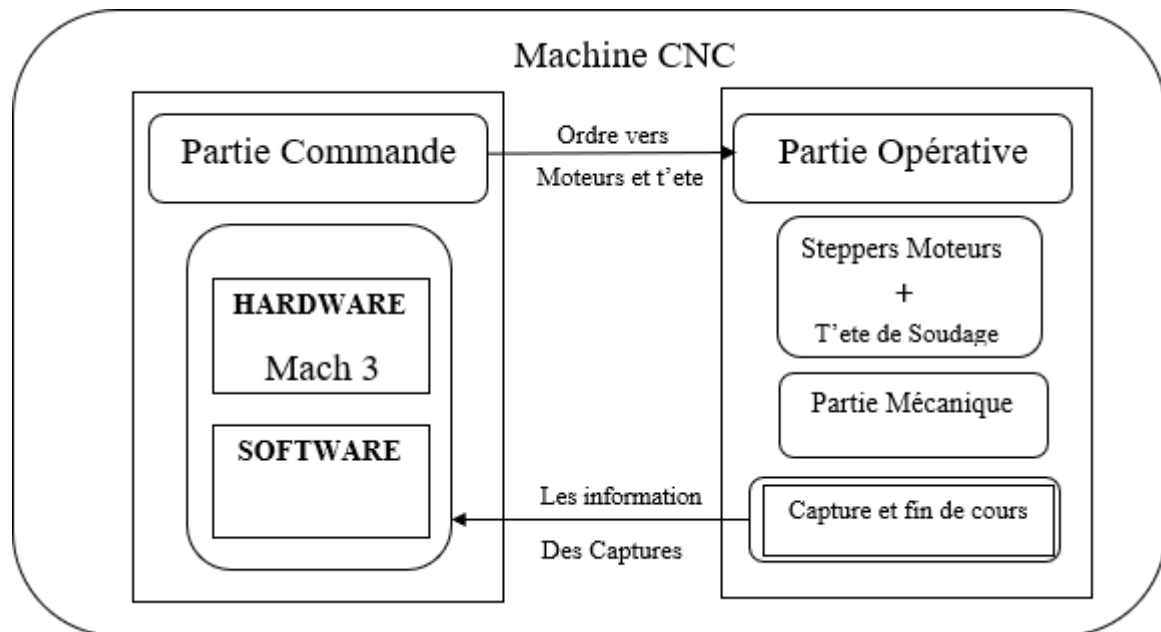 Machine CNC
Partie Commande
Ordre vers
Moteurs et t’ete
Partie Opérative
HARDWARE
Mach 3
SOFTWARE
Steppers Moteurs
+
T’ete de Soudage
Partie Mécanique
Les information
Des Captures
Capture et fin de cours